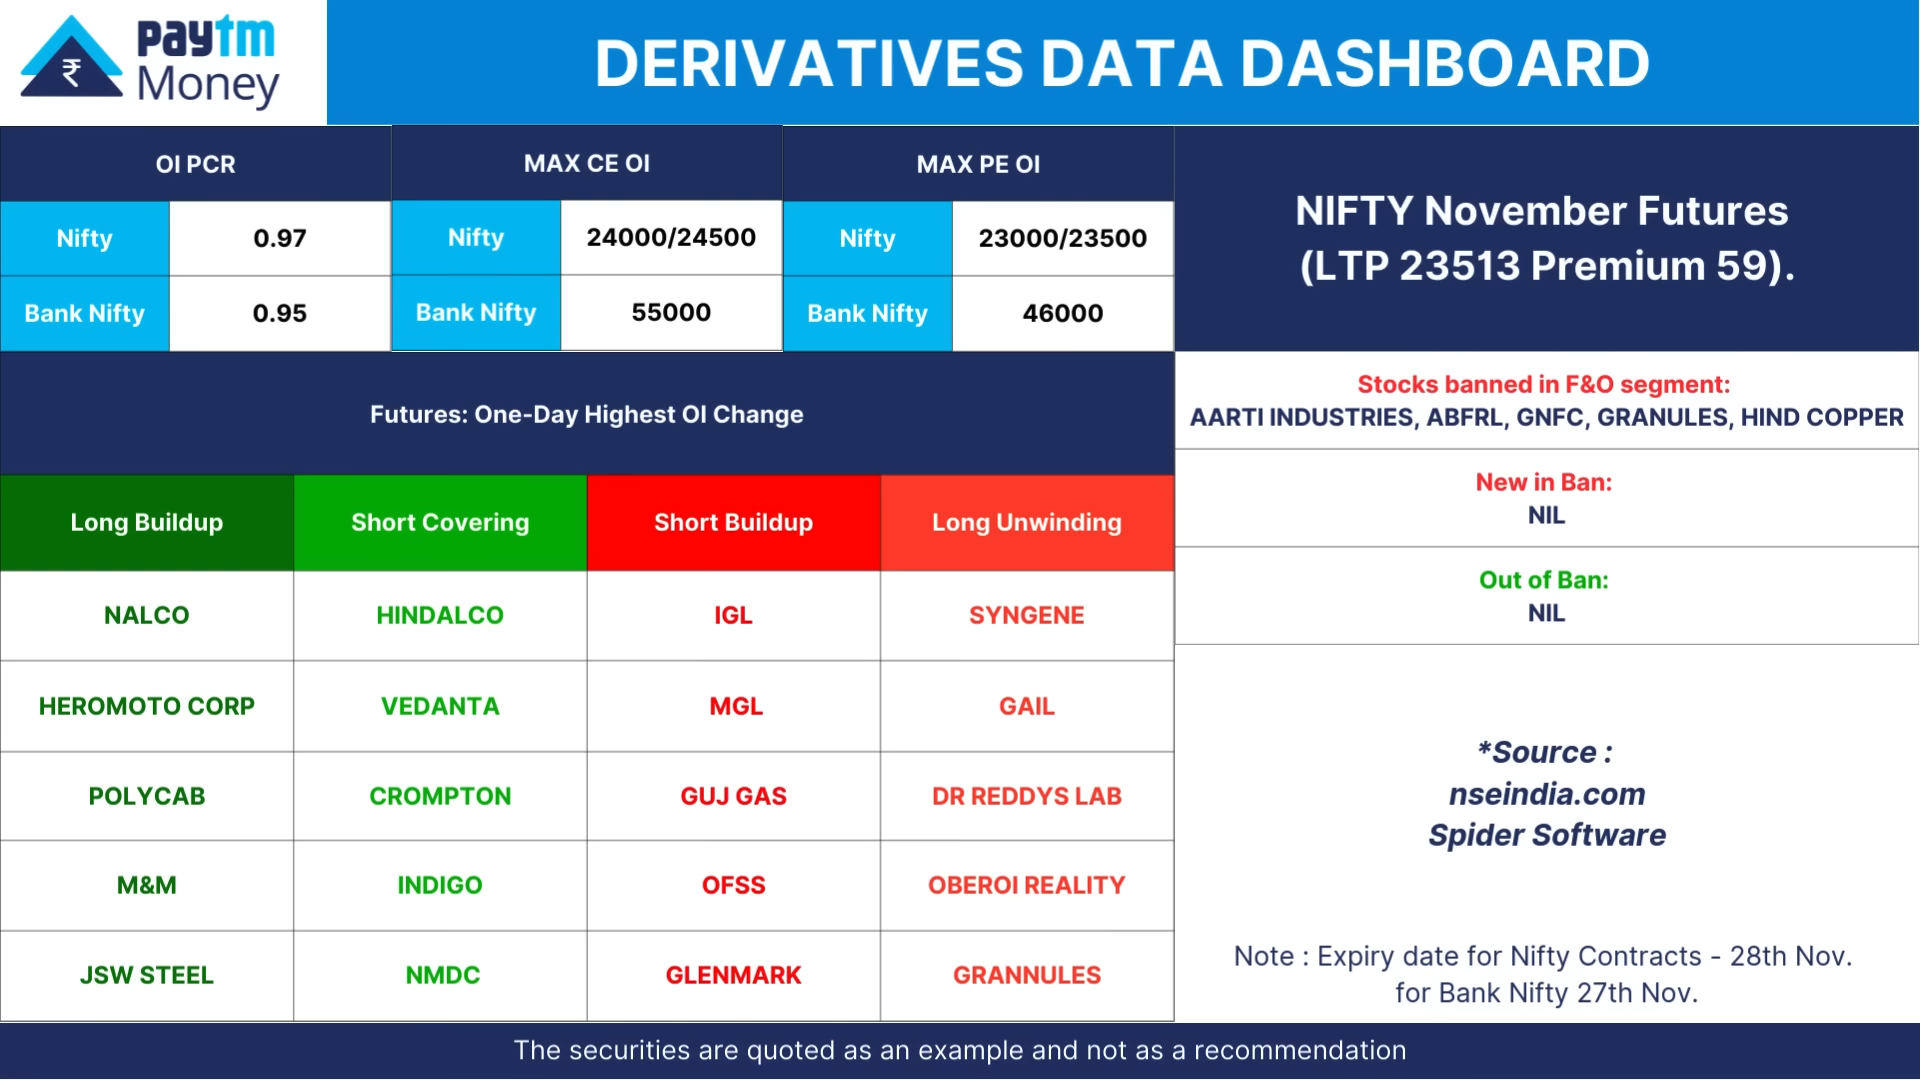 paytm
Money
₹
DERIVATIVES DATA DASHBOARD
OI PCR
Nifty 0.97
Bank Nifty 0.95
MAX CE OI
Nifty 24000/24500
Bank Nifty 55000
MAX PE OI
Nifty 23000/23500
Bank Nifty 46000
NIFTY November Futures
(LTP 23513 Premium 59).
Futures: One-Day Highest OI Change
Long Buildup Short Covering Short Buildup Long Unwinding
NALCO HINDALCO IGL SYNGENE
HEROMOTO CORP VEDANTA MGL GAIL
POLYCAB CROMPTON GUJ GAS DR REDDYS LAB
M&M INDIGO OFSS OBEROI REALITY
JSW STEEL NMDC GLENMARK GRANNULES
Stocks banned in F&O segment:
AARTI INDUSTRIES, ABFRL, GNFC, GRANULES, HIND COPPER
New in Ban:
NIL
Out of Ban:
NIL
*Source :
nseindia.com
Spider Software
Note : Expiry date for Nifty Contracts - 28th Nov.
for Bank Nifty 27th Nov.
The securities are quoted as an example and not as a recommendation